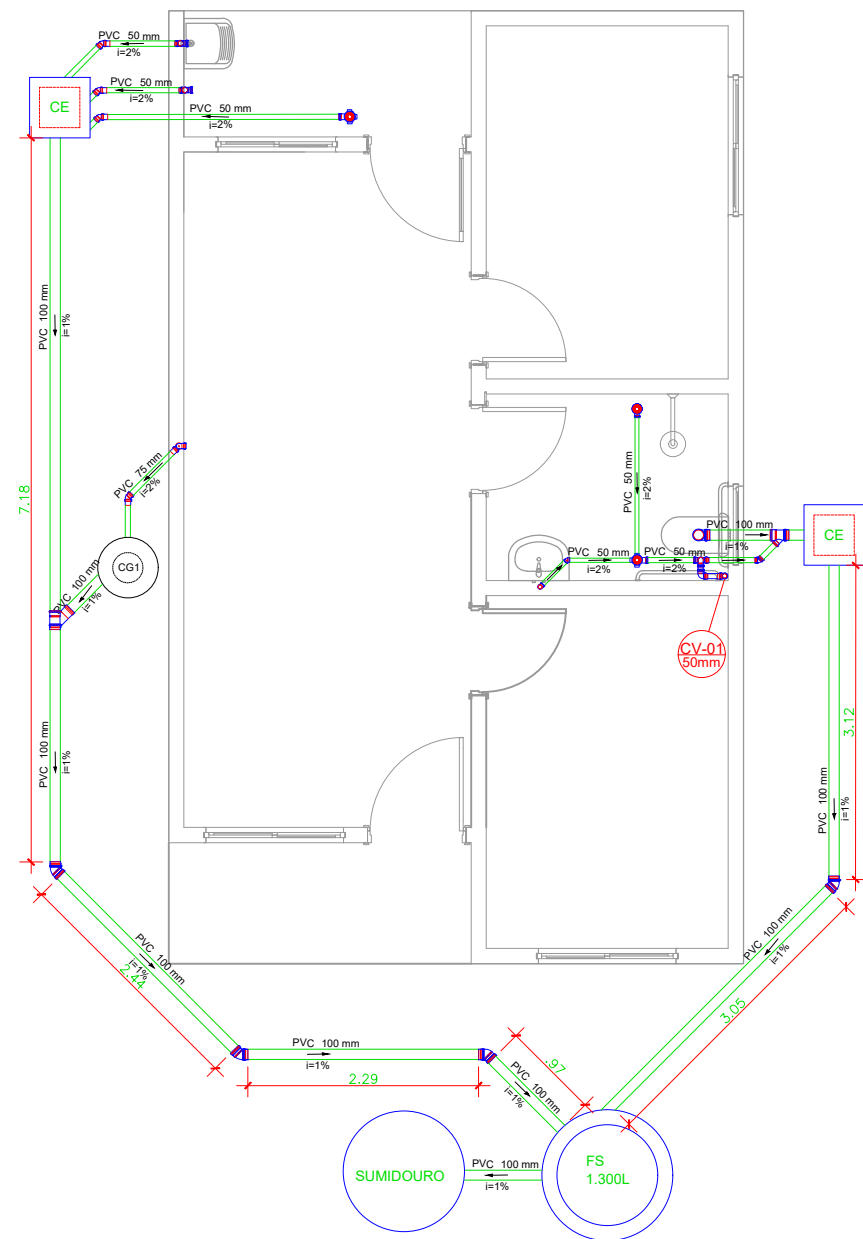 PVC 50 mm
i=2%
PVC 50 mm
i=2%
PVC 50 mm
i=2%
CE
PVC 100 mm
i=1%
7.18
PVC 75 mm
i=2%
CG1
PVC 100 mm
i=1%
PVC 50 mm
i=2%
PVC 100 mm
i=1%
CE
PVC 50 mm
i=2%
PVC 50 mm
i=2%
i=1%
CV-01
50mm
PVC 100 mm
i=1%
3.12
PVC 100 mm
i=1%
PVC 100 mm
i=1%
2.44
PVC 100 mm
i=1%
3.05
PVC 100 mm
i=1%
2.29
PVC 100 mm
i=1%
.97
SUMIDOURO
PVC 100 mm
i=1%
FS
1.300L